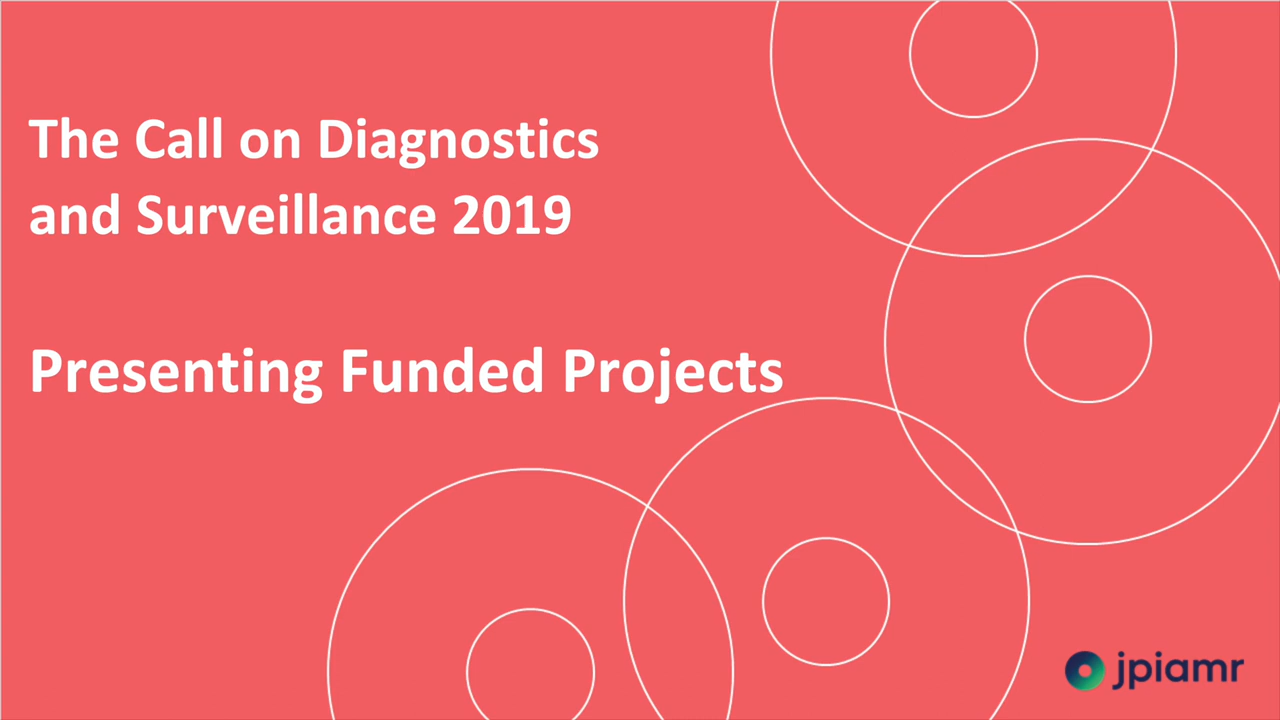 The Call on Diagnostics
and Surveillance 2019
Presenting Funded Projects
jpiamr